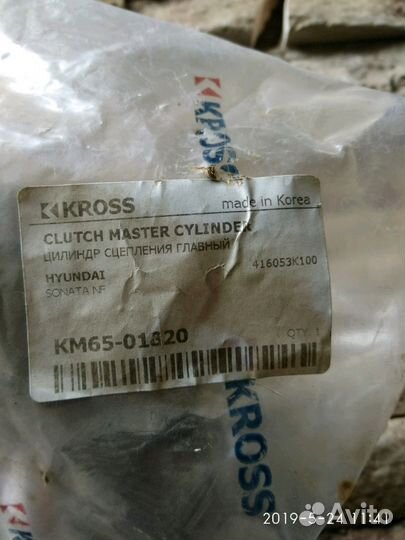 KROSS
KROSS
made in Korea
CLUTCH MASTER CYLINDER
ЦИЛИНДР СЦЕПЛЕНИЯ ГЛАВНЫЙ
416053K100
HYUNDAI
SONATA NF
KM65-01320
QTY. 1
KROSS
2019-5-24 11:41
Avito